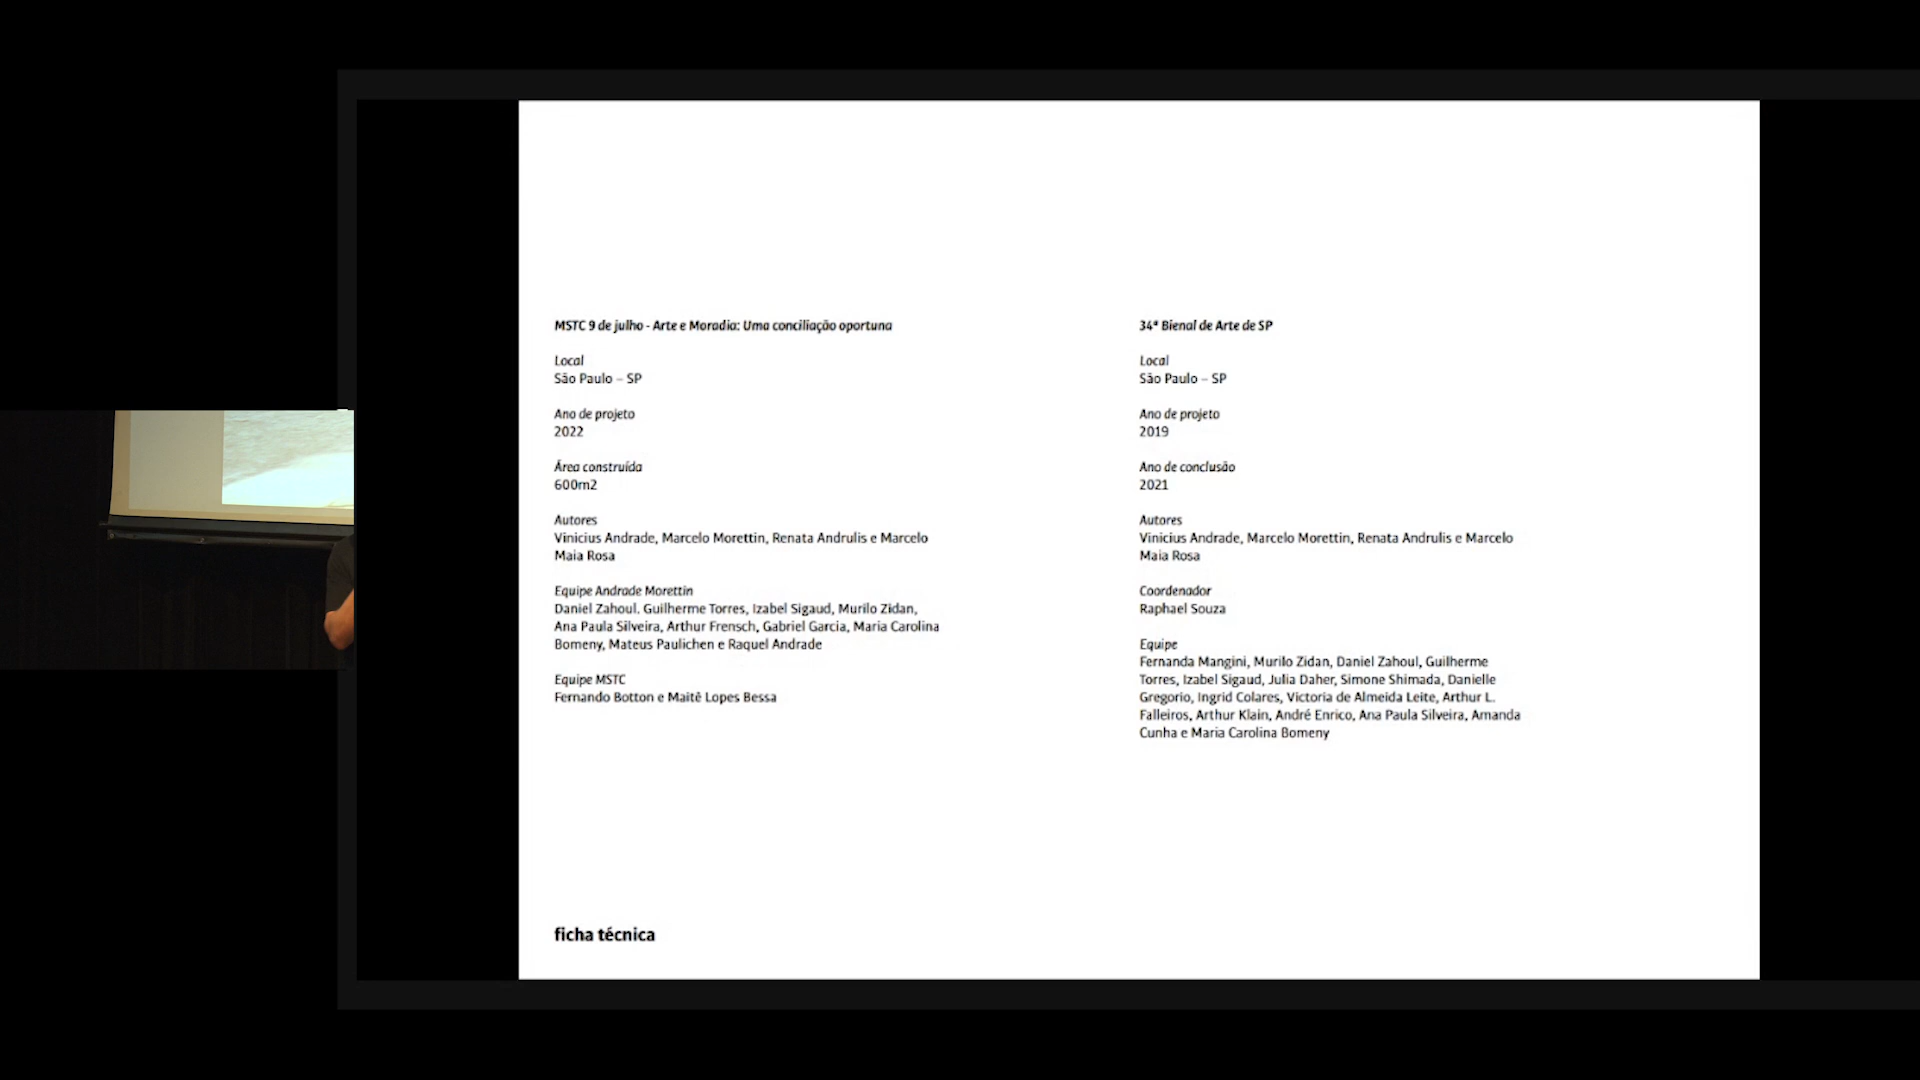 MSTC 9 de julho - Arte e Moradia: Uma conciliação oportuna
Local
São Paulo – SP
Ano de projeto
2022
Área construída
600m2
Autores
Vinicius Andrade, Marcelo Morettin, Renata Andrulis e Marcelo
Maia Rosa
Equipe Andrade Morettin
Daniel Zahoul. Guilherme Torres, Izabel Sigaud, Murilo Zidan,
Ana Paula Silveira, Arthur Frensch, Gabriel Garcia, Maria Carolina
Bomeny, Mateus Paulichen e Raquel Andrade
Equipe MSTC
Fernando Botton e Maitê Lopes Bessa
34ª Bienal de Arte de SP
Local
São Paulo – SP
Ano de projeto
2019
Ano de conclusão
2021
Autores
Vinicius Andrade, Marcelo Morettin, Renata Andrulis e Marcelo
Maia Rosa
Coordenador
Raphael Souza
Equipe
Fernanda Mangini, Murilo Zidan, Daniel Zahoul, Guilherme
Torres, Izabel Sigaud, Julia Daher, Simone Shimada, Danielle
Gregorio, Ingrid Colares, Victoria de Almeida Leite, Arthur L.
Falleiros, Arthur Klain, André Enrico, Ana Paula Silveira, Amanda
Cunha e Maria Carolina Bomeny
ficha técnica